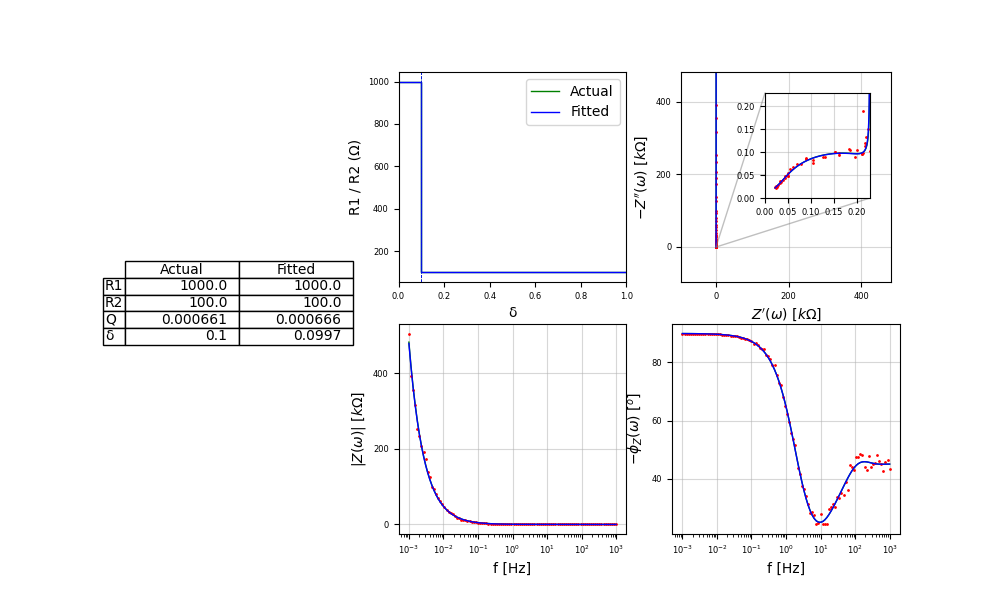 Actual Fitted
R1 1000.0 1000.0
R2 100.0 100.0
Q 0.000661 0.000666
δ 0.1 0.0997
R1 / R2 (Ω)
1000
800
600
400
200
0.0 0.2 0.4 0.6 0.8 1.0
δ
Actual
Fitted
−Z″(ω) [kΩ]
400
200
0
0 200 400
Z′(ω) [kΩ]
0.20
0.15
0.10
0.05
0.00
0.00 0.05 0.10 0.15 0.20
|Z(ω)| [kΩ]
400
200
0
10⁻³ 10⁻² 10⁻¹ 10⁰ 10¹ 10² 10³
f [Hz]
−ϕ_Z(ω) [°]
80
60
40
10⁻³ 10⁻² 10⁻¹ 10⁰ 10¹ 10² 10³
f [Hz]